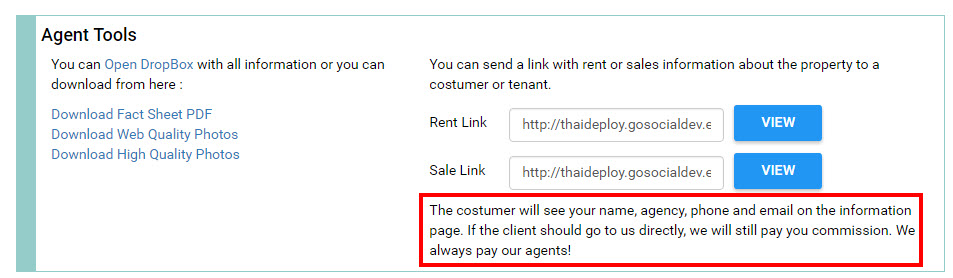 Agent Tools
You can Open DropBox with all information or you can
download from here :
Download Fact Sheet PDF
Download Web Quality Photos
Download High Quality Photos
You can send a link with rent or sales information about the property to a
costumer or tenant.
Rent Link http://thaideploy.gosocialdev.e VIEW
Sale Link http://thaideploy.gosocialdev.e VIEW
The costumer will see your name, agency, phone and email on the information
page. If the client should go to us directly, we will still pay you commission. We
always pay our agents!